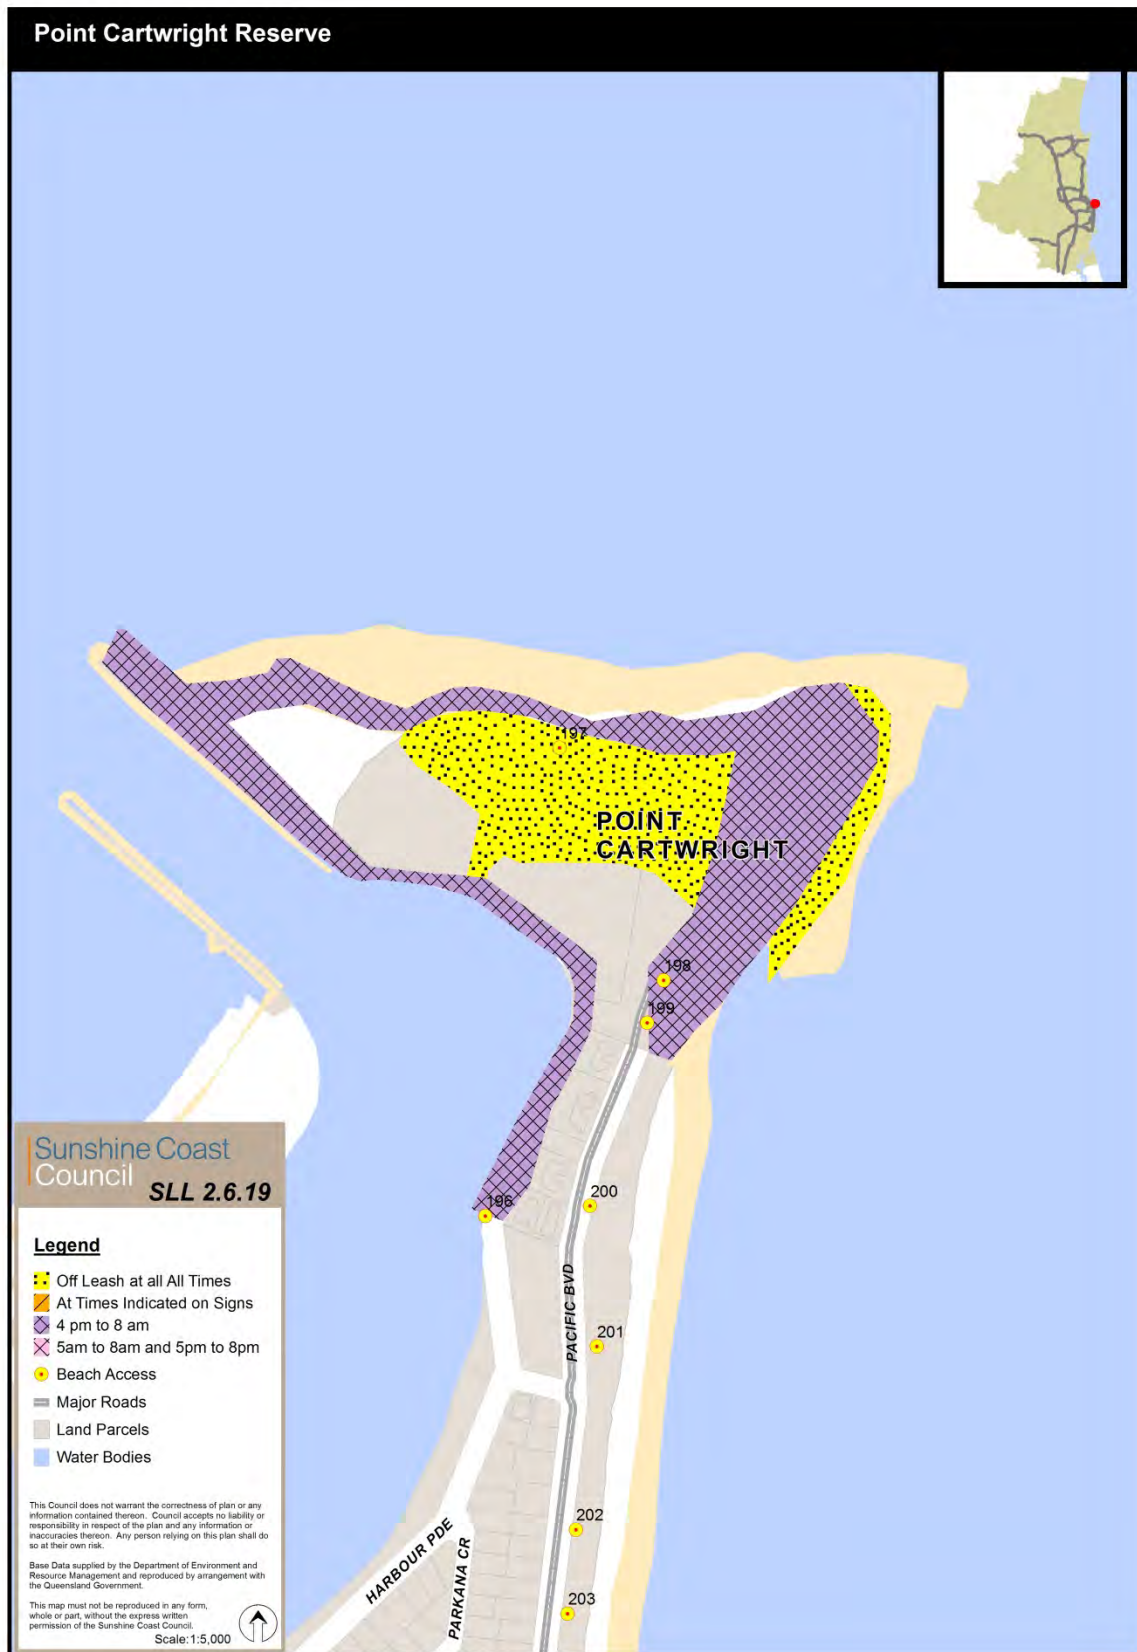 Point Cartwright Reserve
197
POINT
CARTWRIGHT
198
199
196
200
201
PACIFIC BVD
202
203
HARBOUR PDE
PARKANA CR
Sunshine Coast
Council
SLL 2.6.19
Legend
Off Leash at all All Times
At Times Indicated on Signs
4 pm to 8 am
5am to 8am and 5pm to 8pm
Beach Access
Major Roads
Land Parcels
Water Bodies
This Council does not warrant the correctness of plan or any
information contained thereon. Council accepts no liability or
responsibility in respect of the plan and any information or
inaccuracies thereon. Any person relying on this plan shall do
so at their own risk.
Base Data supplied by the Department of Environment and
Resource Management and reproduced by arrangement with
the Queensland Government.
This map must not be reproduced in any form,
whole or part, without the express written
permission of the Sunshine Coast Council.
Scale:1:5,000